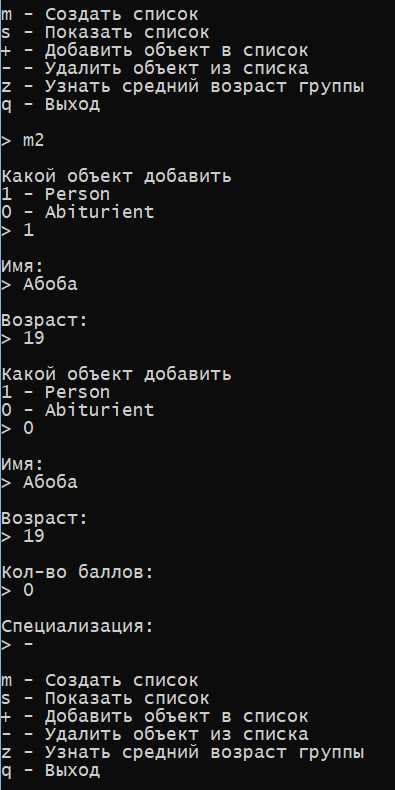 m - Создать список
s - Показать список
+ - Добавить объект в список
- - Удалить объект из списка
z - Узнать средний возраст группы
q - Выход
> m2
Какой объект добавить
1 - Person
0 - Abiturient
> 1
Имя:
> Абоба
Возраст:
> 19
Какой объект добавить
1 - Person
0 - Abiturient
> 0
Имя:
> Абоба
Возраст:
> 19
Кол-во баллов:
> 0
Специализация:
> -
m - Создать список
s - Показать список
+ - Добавить объект в список
- - Удалить объект из списка
z - Узнать средний возраст группы
q - Выход